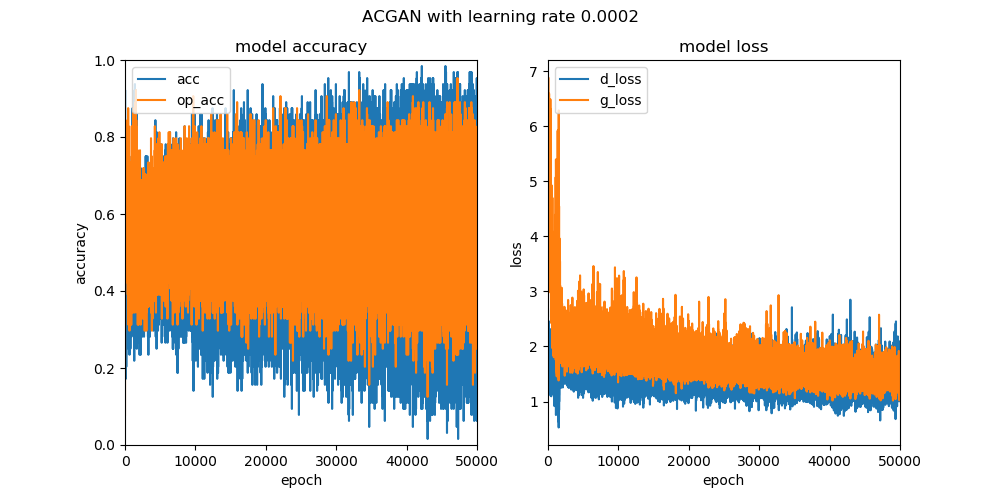 ACGAN with learning rate 0.0002
model accuracy
acc
op_acc
1.0
0.8
0.6
0.4
0.2
0.0
accuracy
0
10000
20000
30000
40000
50000
epoch
model loss
d_loss
g_loss
7
6
5
4
3
2
1
loss
0
10000
20000
30000
40000
50000
epoch